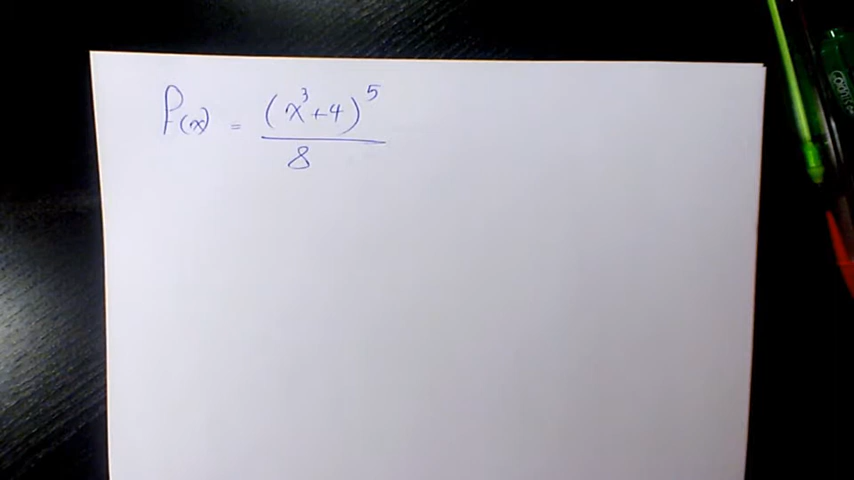 f(x) = (x³+4)⁵ / 8